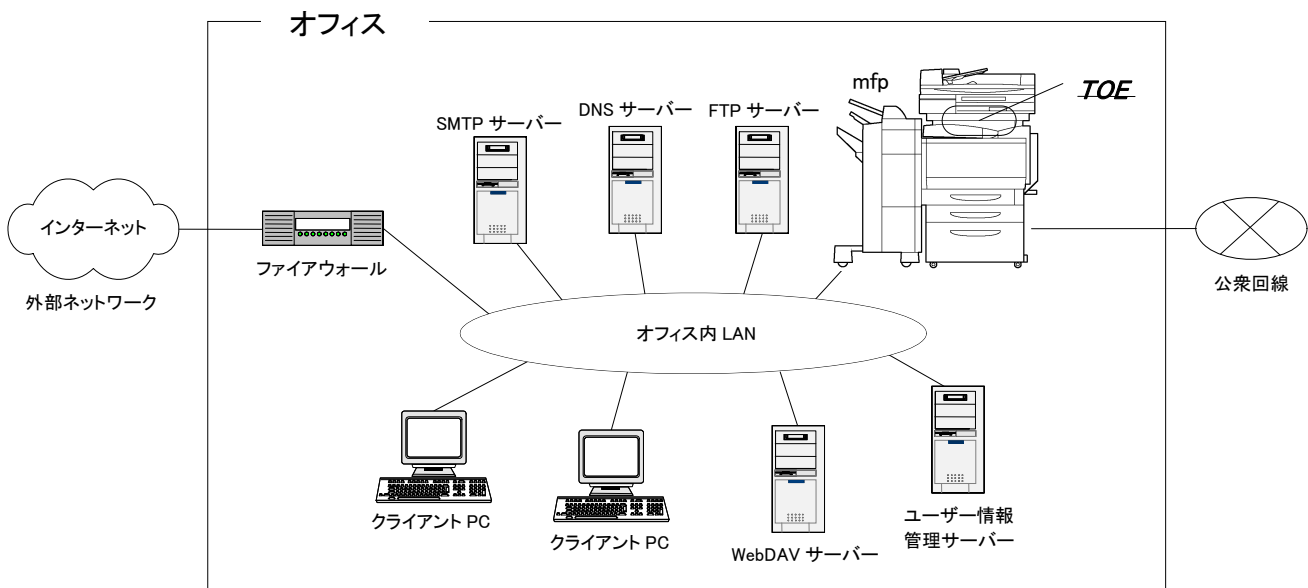 オフィス
mfp
TOE
SMTP サーバー
DNS サーバー
FTP サーバー
インターネット
外部ネットワーク
ファイアウォール
公衆回線
オフィス内 LAN
クライアント PC
クライアント PC
WebDAV サーバー
ユーザー情報
管理サーバー